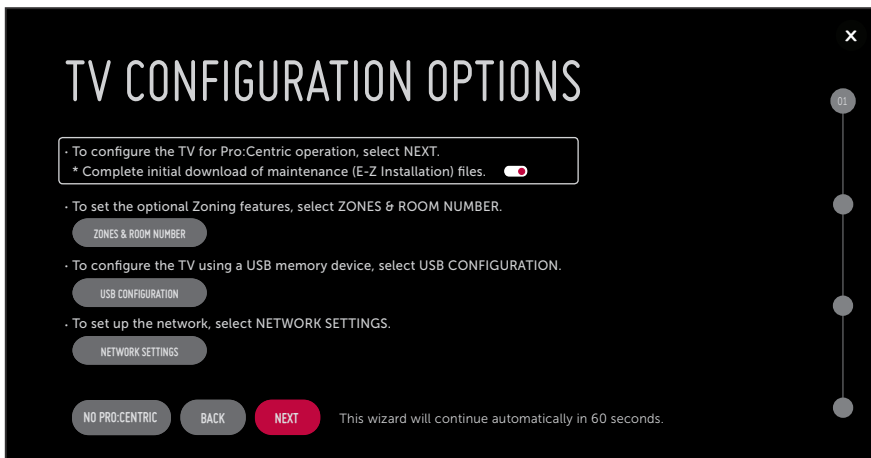 X
TV CONFIGURATION OPTIONS
01
· To configure the TV for Pro:Centric operation, select NEXT.
* Complete initial download of maintenance (E-Z Installation) files.
· To set the optional Zoning features, select ZONES & ROOM NUMBER.
ZONES & ROOM NUMBER
· To configure the TV using a USB memory device, select USB CONFIGURATION.
USB CONFIGURATION
· To set up the network, select NETWORK SETTINGS.
NETWORK SETTINGS
NO PRO:CENTRIC BACK NEXT This wizard will continue automatically in 60 seconds.